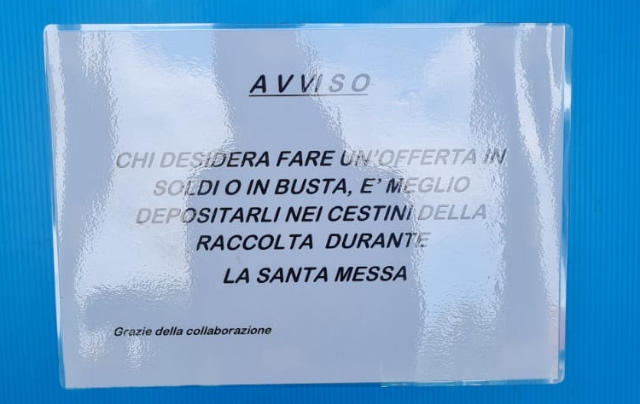 AVVISO
CHI DESIDERA FARE UN'OFFERTA IN
SOLDI O IN BUSTA, E' MEGLIO
DEPOSITARLI NEI CESTINI DELLA
RACCOLTA DURANTE
LA SANTA MESSA
Grazie della collaborazione